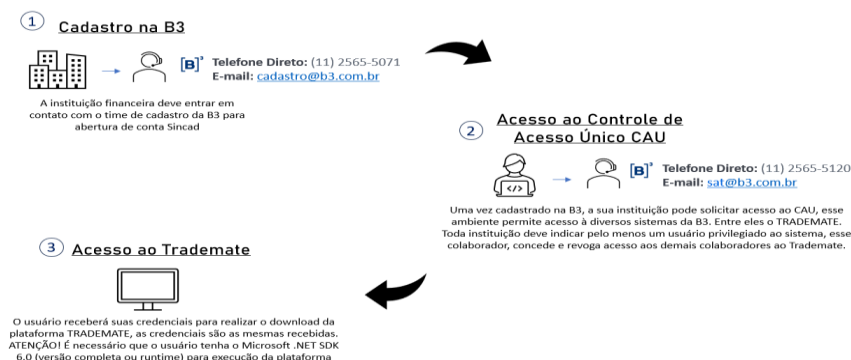 1 Cadastro na B3
[B]³ Telefone Direto: (11) 2565-5071
E-mail: cadastro@b3.com.br
A instituição financeira deve entrar em
contato com o time de cadastro da B3 para
abertura de conta Sincad
2 Acesso ao Controle de
Acesso Único CAU
</> [B]³ Telefone Direto: (11) 2565-5120
E-mail: sat@b3.com.br
Uma vez cadastrado na B3, a sua instituição pode solicitar acesso ao CAU, esse
ambiente permite acesso à diversos sistemas da B3. Entre eles o TRADEMATE.
Toda instituição deve indicar pelo menos um usuário privilegiado ao sistema, esse
colaborador, concede e revoga acesso aos demais colaboradores ao Trademate.
3 Acesso ao Trademate
O usuário receberá suas credenciais para realizar o download da
plataforma TRADEMATE, as credenciais são as mesmas recebidas.
ATENÇÃO! É necessário que o usuário tenha o Microsoft .NET SDK
6.0 (versão completa ou runtime) para execução da plataforma